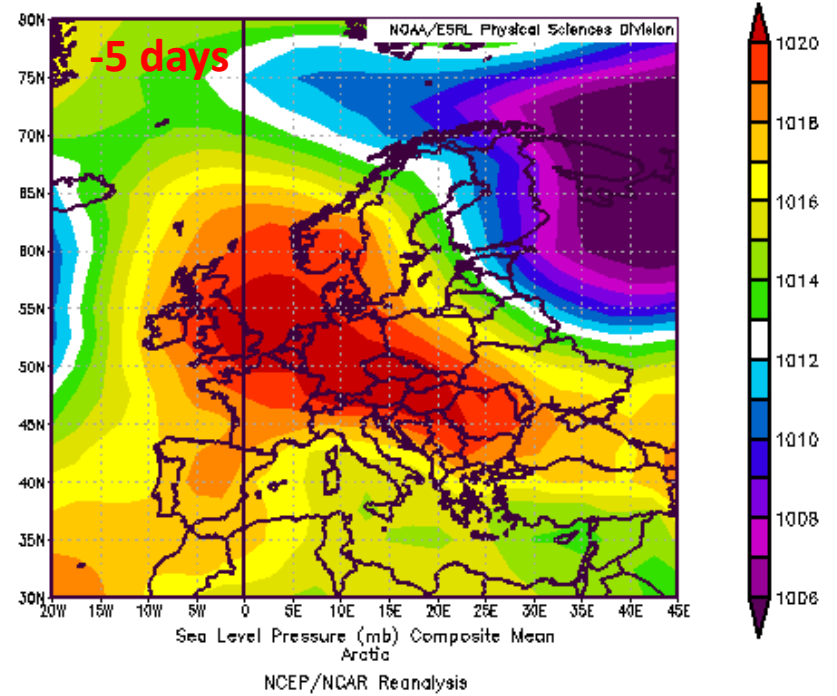 NOAA/ESRL Physical Sciences Division
-5 days
90N
75N
70N
65N
60N
55N
50N
45N
40N
35N
30N
20W 15W 10W 5W 0 5E 10E 15E 20E 25E 30E 35E 40E 45E
1020
1018
1016
1014
1012
1010
1008
1006
Sea Level Pressure (mb) Composite Mean
Arctic
NCEP/NCAR Reanalysis